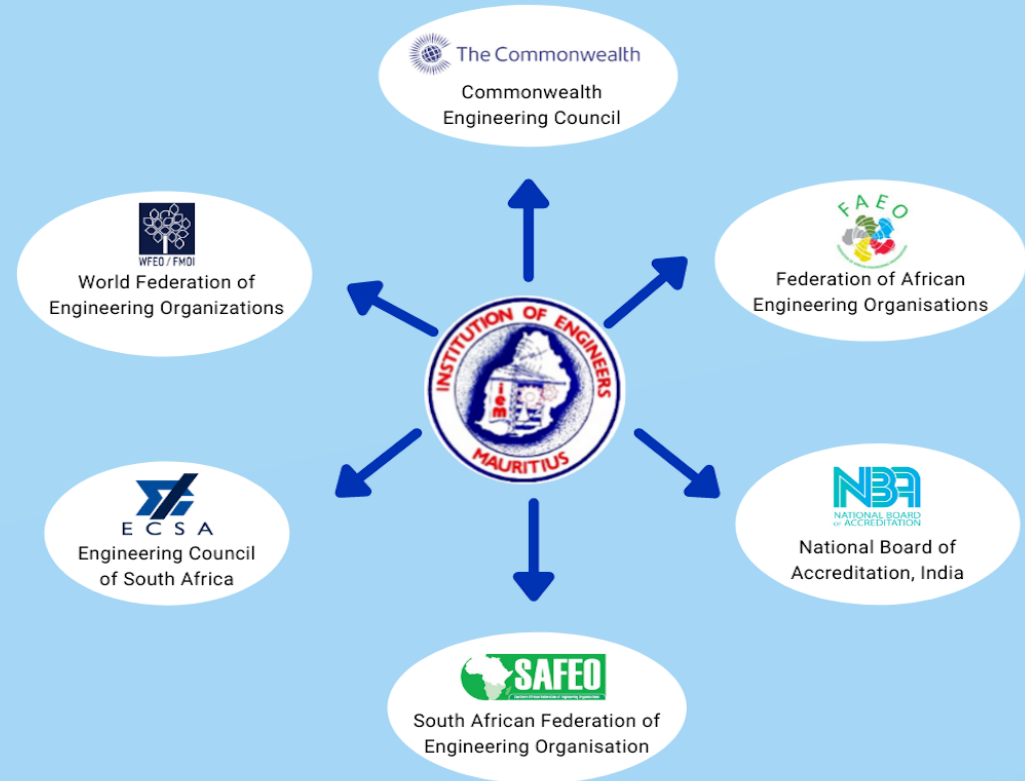 The Commonwealth
Commonwealth
Engineering Council
WFEO / FMOI
World Federation of
Engineering Organizations
FAEO
Federation of African
Engineering Organisations
INSTITUTION OF ENGINEERS
iem
MAURITIUS
ECSA
Engineering Council
of South Africa
NBA
NATIONAL BOARD
of ACCREDITATION
National Board of
Accreditation, India
SAFEO
South African Federation of
Engineering Organisation